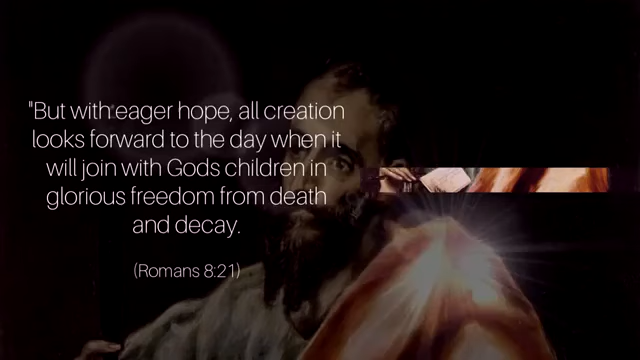 "But with eager hope, all creation
looks forward to the day when it
will join with Gods children in
glorious freedom from death
and decay.
(Romans 8:21)